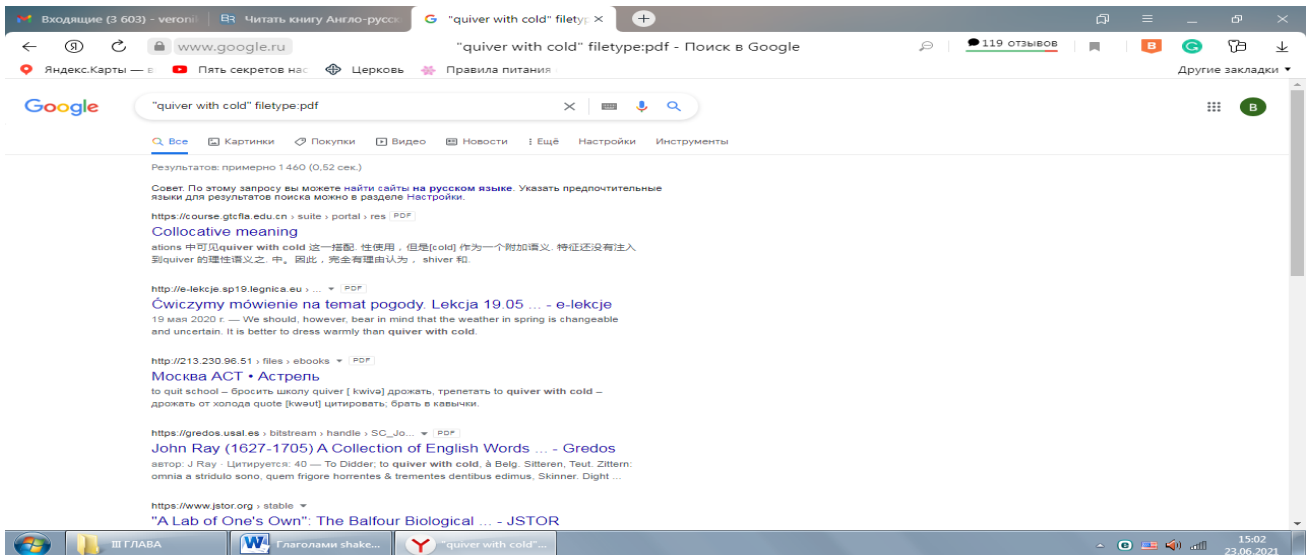 Входящие (3 603) - veronil
Читать книгу Англо-русск
"quiver with cold" filetyp
www.google.ru
"quiver with cold" filetype:pdf - Поиск в Google
119 отзывов
Яндекс.Карты — в
Пять секретов нас
Церковь
Правила питания
Другие закладки
Google
"quiver with cold" filetype:pdf
В
Все
Картинки
Покупки
Видео
Новости
Ещё
Настройки
Инструменты
Результатов: примерно 1 460 (0,52 сек.)
Совет. По этому запросу вы можете найти сайты на русском языке. Указать предпочтительные
языки для результатов поиска можно в разделе Настройки.
https://course.gtcfla.edu.cn › suite › portal › res PDF
Collocative meaning
ations 中可见quiver with cold 这一搭配. 性使用，但是[cold] 作为一个附加语义. 特征还没有注入
到quiver 的理性语义之. 中。因此，完全有理由认为， shiver 和.
http://e-lekcje.sp19.legnica.eu › ... PDF
Ćwiczymy mówienie na temat pogody. Lekcja 19.05 ... - e-lekcje
19 мая 2020 г. — We should, however, bear in mind that the weather in spring is changeable
and uncertain. It is better to dress warmly than quiver with cold.
http://213.230.96.51 › files › ebooks PDF
Москва АСТ • Астрель
to quit school – бросить школу quiver [ kwivə] дрожать, трепетать to quiver with cold –
дрожать от холода quote [kwəut] цитировать; брать в кавычки.
https://gredos.usal.es › bitstream › handle › SC_Jo... PDF
John Ray (1627-1705) A Collection of English Words ... - Gredos
автор: J Ray · Цитируется: 40 — To Didder; to quiver with cold, à Belg. Sitteren, Teut. Zittern:
omnia a stridulo sono, quem frigore horrentes & trementes dentibus edimus, Skinner. Dight ...
https://www.jstor.org › stable
"A Lab of One's Own": The Balfour Biological ... - JSTOR
III ГЛАВА
Глаголами shake...
"quiver with cold"...
15:02
23.06.2021